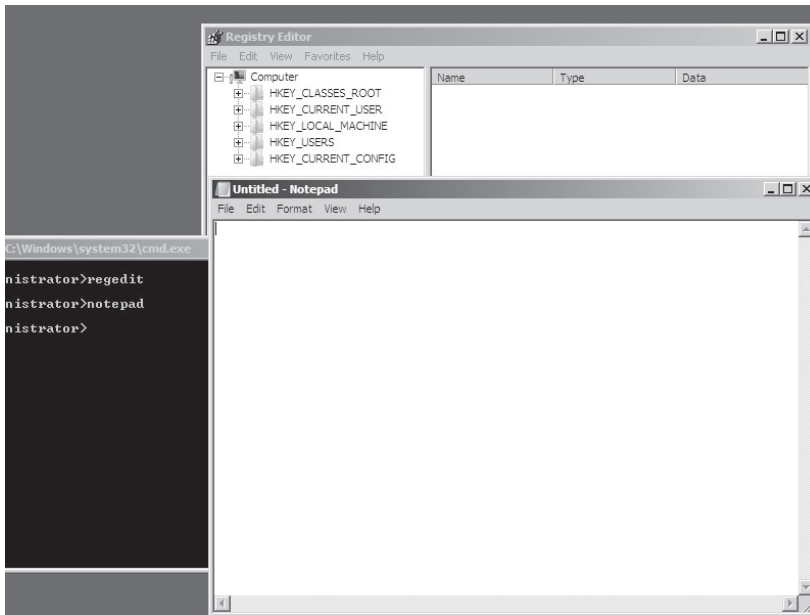 Registry Editor
File Edit View Favorites Help
Computer
HKEY_CLASSES_ROOT
HKEY_CURRENT_USER
HKEY_LOCAL_MACHINE
HKEY_USERS
HKEY_CURRENT_CONFIG
Name Type Data
Untitled - Notepad
File Edit Format View Help
C:\Windows\system32\cmd.exe
nistrator>regedit
nistrator>notepad
nistrator>